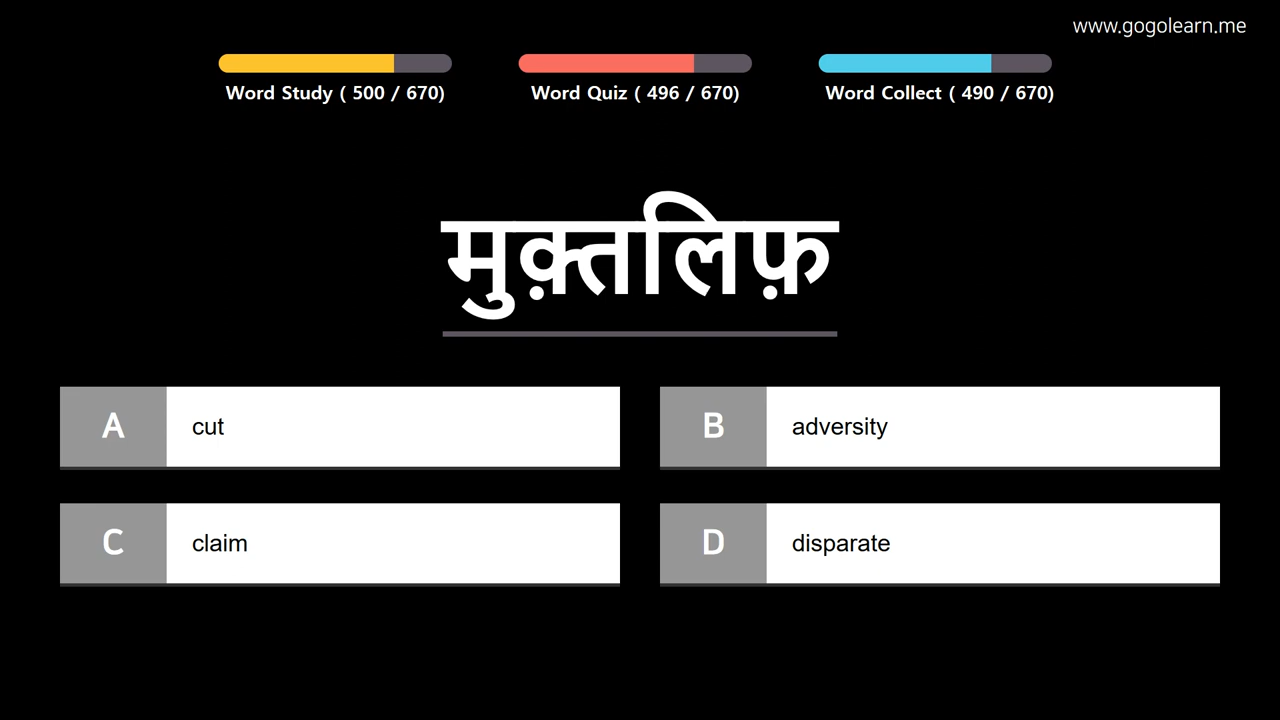 www.gogolearn.me
Word Study ( 500 / 670)
Word Quiz ( 496 / 670)
Word Collect ( 490 / 670)
मुक़्तलिफ़
A cut
B adversity
C claim
D disparate